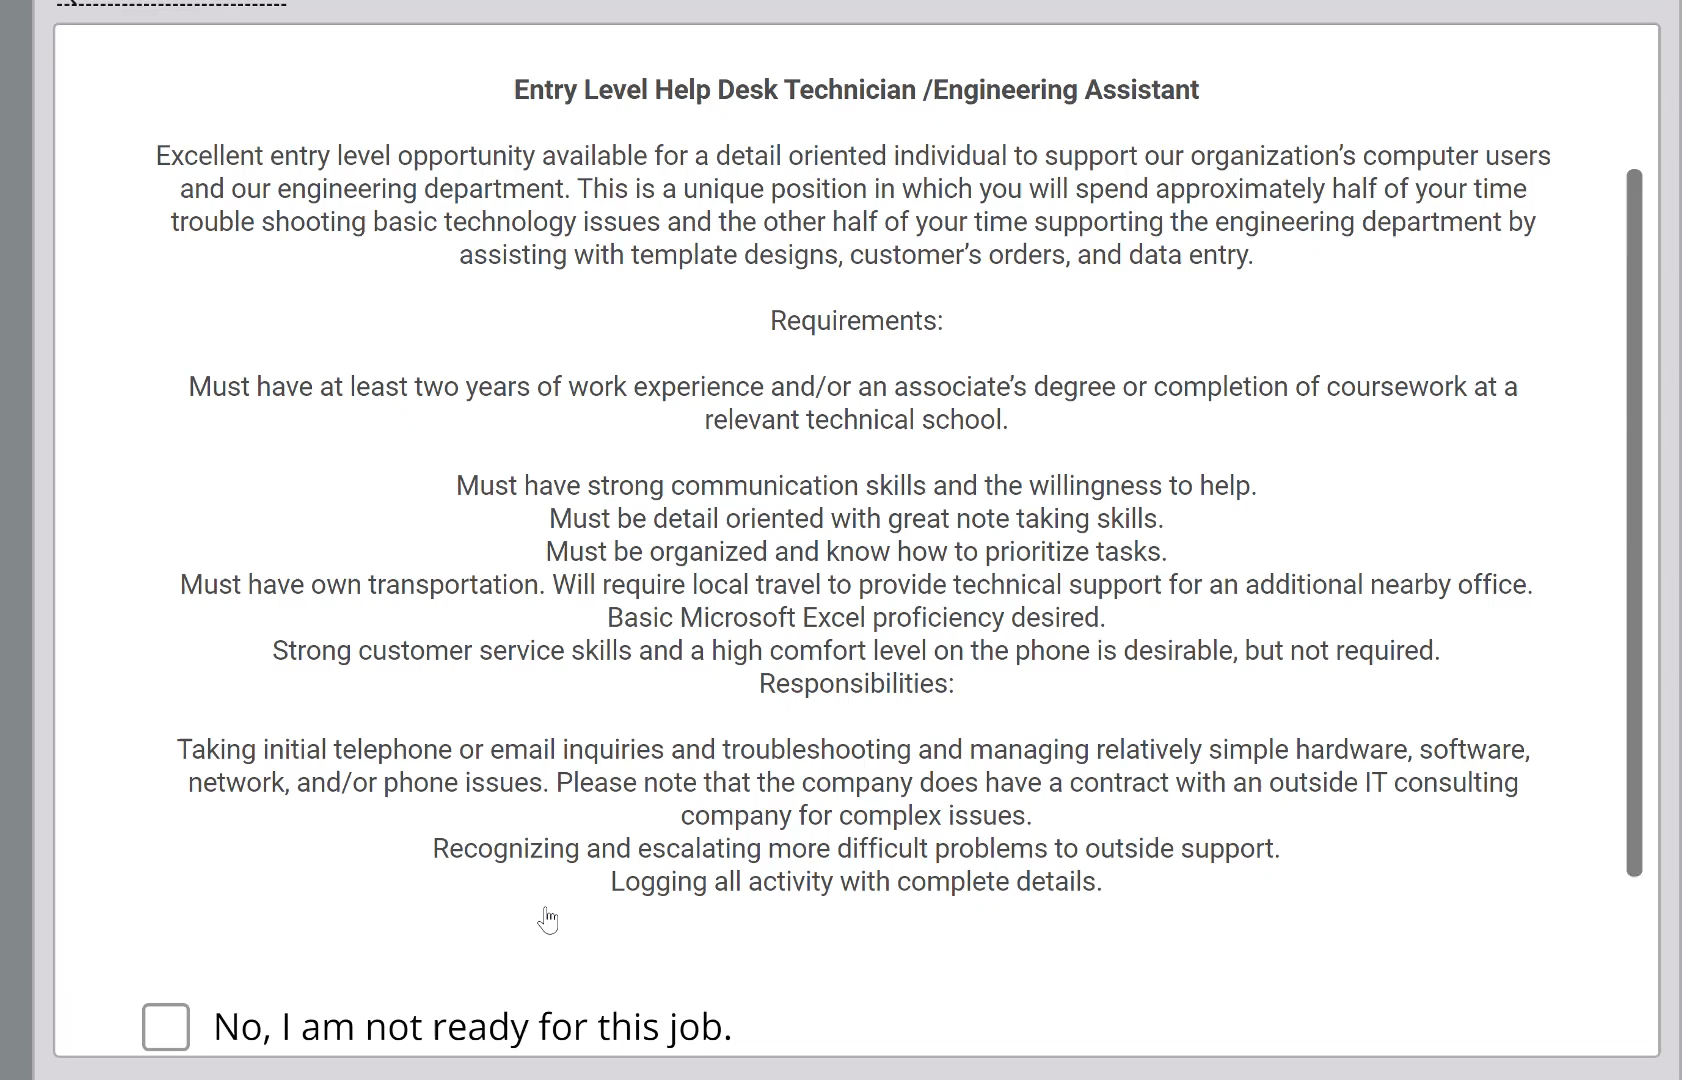 Entry Level Help Desk Technician /Engineering Assistant
Excellent entry level opportunity available for a detail oriented individual to support our organization’s computer users
and our engineering department. This is a unique position in which you will spend approximately half of your time
trouble shooting basic technology issues and the other half of your time supporting the engineering department by
assisting with template designs, customer’s orders, and data entry.
Requirements:
Must have at least two years of work experience and/or an associate’s degree or completion of coursework at a
relevant technical school.
Must have strong communication skills and the willingness to help.
Must be detail oriented with great note taking skills.
Must be organized and know how to prioritize tasks.
Must have own transportation. Will require local travel to provide technical support for an additional nearby office.
Basic Microsoft Excel proficiency desired.
Strong customer service skills and a high comfort level on the phone is desirable, but not required.
Responsibilities:
Taking initial telephone or email inquiries and troubleshooting and managing relatively simple hardware, software,
network, and/or phone issues. Please note that the company does have a contract with an outside IT consulting
company for complex issues.
Recognizing and escalating more difficult problems to outside support.
Logging all activity with complete details.
No, I am not ready for this job.